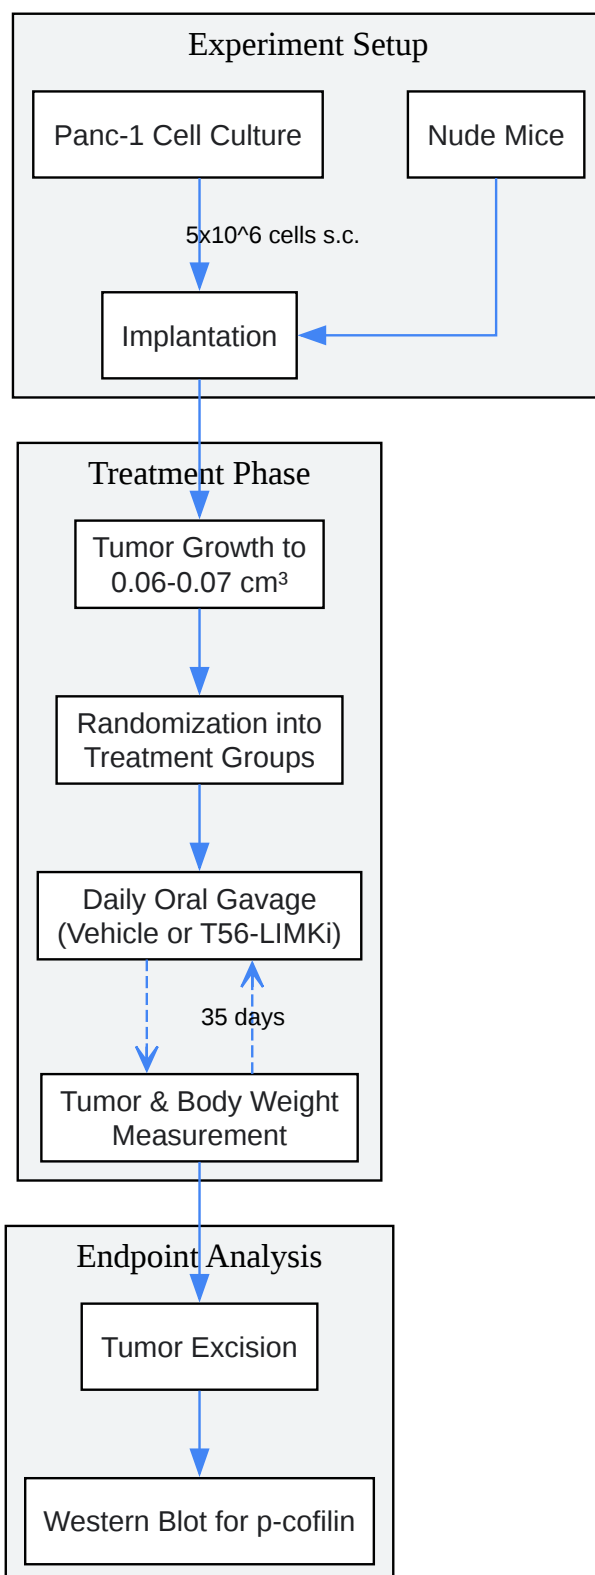 Experiment Setup
Panc-1 Cell Culture
Nude Mice
5x10^6 cells s.c.
Implantation
Treatment Phase
Tumor Growth to
0.06-0.07 cm³
Randomization into
Treatment Groups
Daily Oral Gavage
(Vehicle or T56-LIMKi)
35 days
Tumor & Body Weight
Measurement
Endpoint Analysis
Tumor Excision
Western Blot for p-cofilin